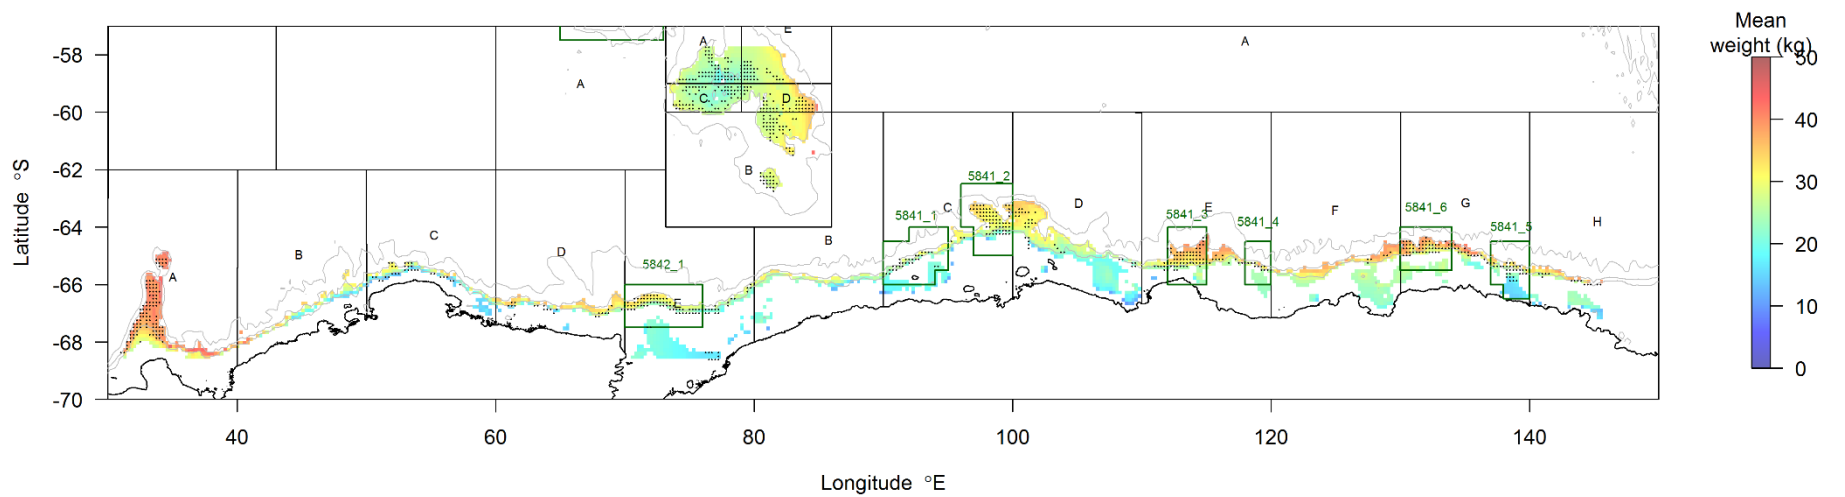 Mean
weight (kg)
50
40
30
20
10
0
Latitude °S
-58
-60
-62
-64
-66
-68
-70
A
A
E
A
C
D
B
5841_2
C
D
5841_1
5841_3
E
5841_4
F
5841_6
G
5841_5
H
A
B
C
D
5842_1
E
B
40
60
80
100
120
140
Longitude °E